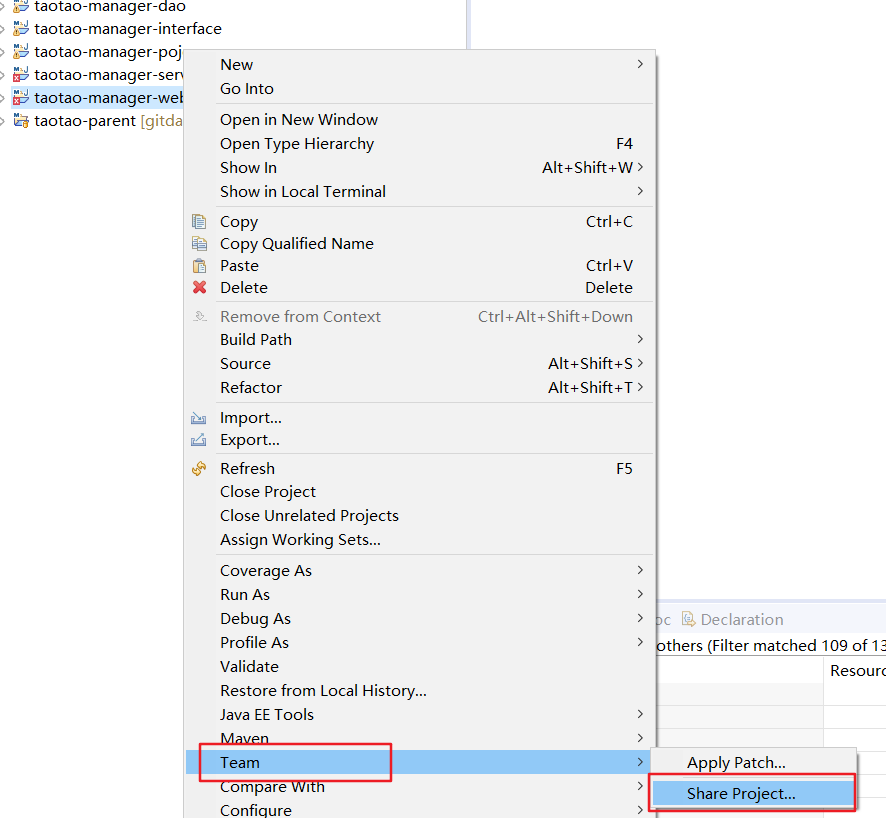 taotao-manager-dao
taotao-manager-interface
taotao-manager-poj
taotao-manager-serv
taotao-manager-web
taotao-parent [gitda
New
Go Into
Open in New Window
Open Type Hierarchy F4
Show In Alt+Shift+W
Show in Local Terminal
Copy Ctrl+C
Copy Qualified Name
Paste Ctrl+V
Delete Delete
Remove from Context Ctrl+Alt+Shift+Down
Build Path
Source Alt+Shift+S
Refactor Alt+Shift+T
Import...
Export...
Refresh F5
Close Project
Close Unrelated Projects
Assign Working Sets...
Coverage As
Run As
Debug As
Profile As
Validate
Restore from Local History...
Java EE Tools
Maven
Team
Compare With
Configure
Apply Patch...
Share Project...
oc Declaration
others (Filter matched 109 of 13
Resourc